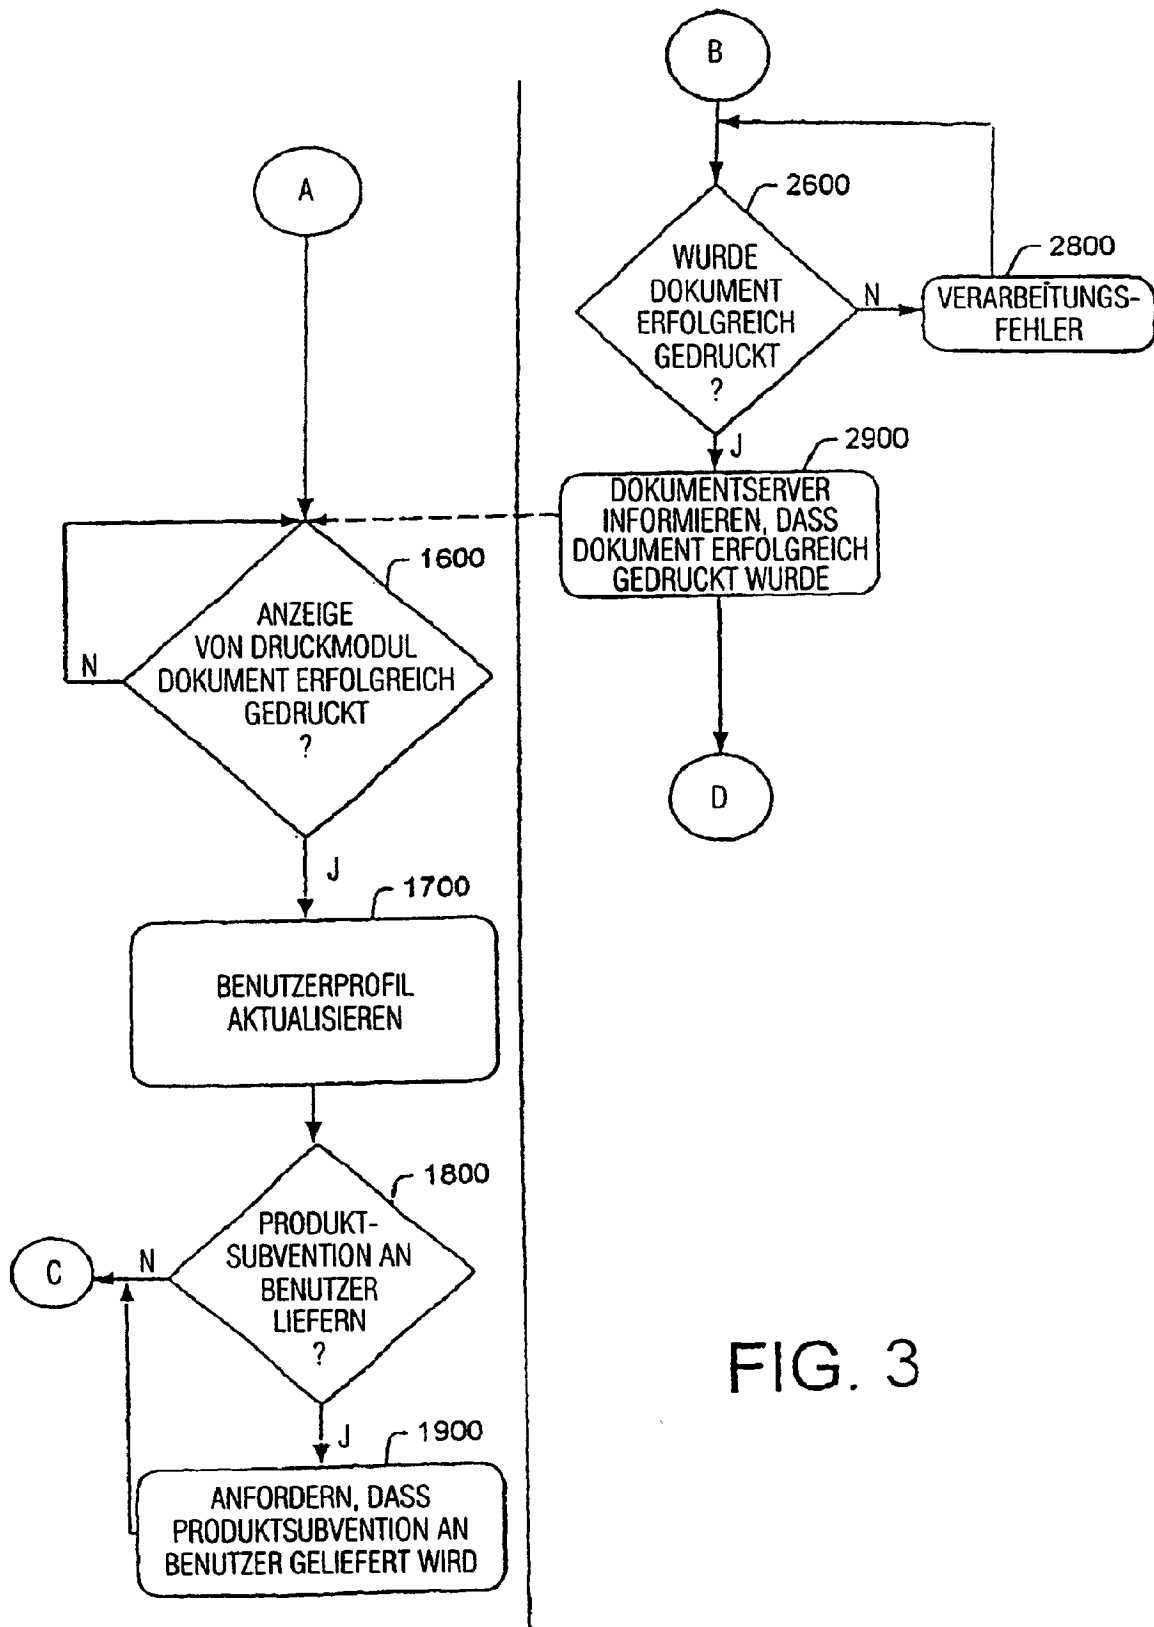 B
A
2600
WURDE
DOKUMENT
ERFOLGREICH
GEDRUCKT
?
N
2800
VERARBEITUNGS-
FEHLER
J
2900
DOKUMENTSERVER
INFORMIEREN, DASS
DOKUMENT ERFOLGREICH
GEDRUCKT WURDE
D
1600
ANZEIGE
VON DRUCKMODUL
DOKUMENT ERFOLGREICH
GEDRUCKT
?
N
J
1700
BENUTZERPROFIL
AKTUALISIEREN
1800
PRODUKT-
SUBVENTION AN
BENUTZER
LIEFERN
?
N
C
J
1900
ANFORDERN, DASS
PRODUKTSUBVENTION AN
BENUTZER GELIEFERT WIRD
FIG. 3